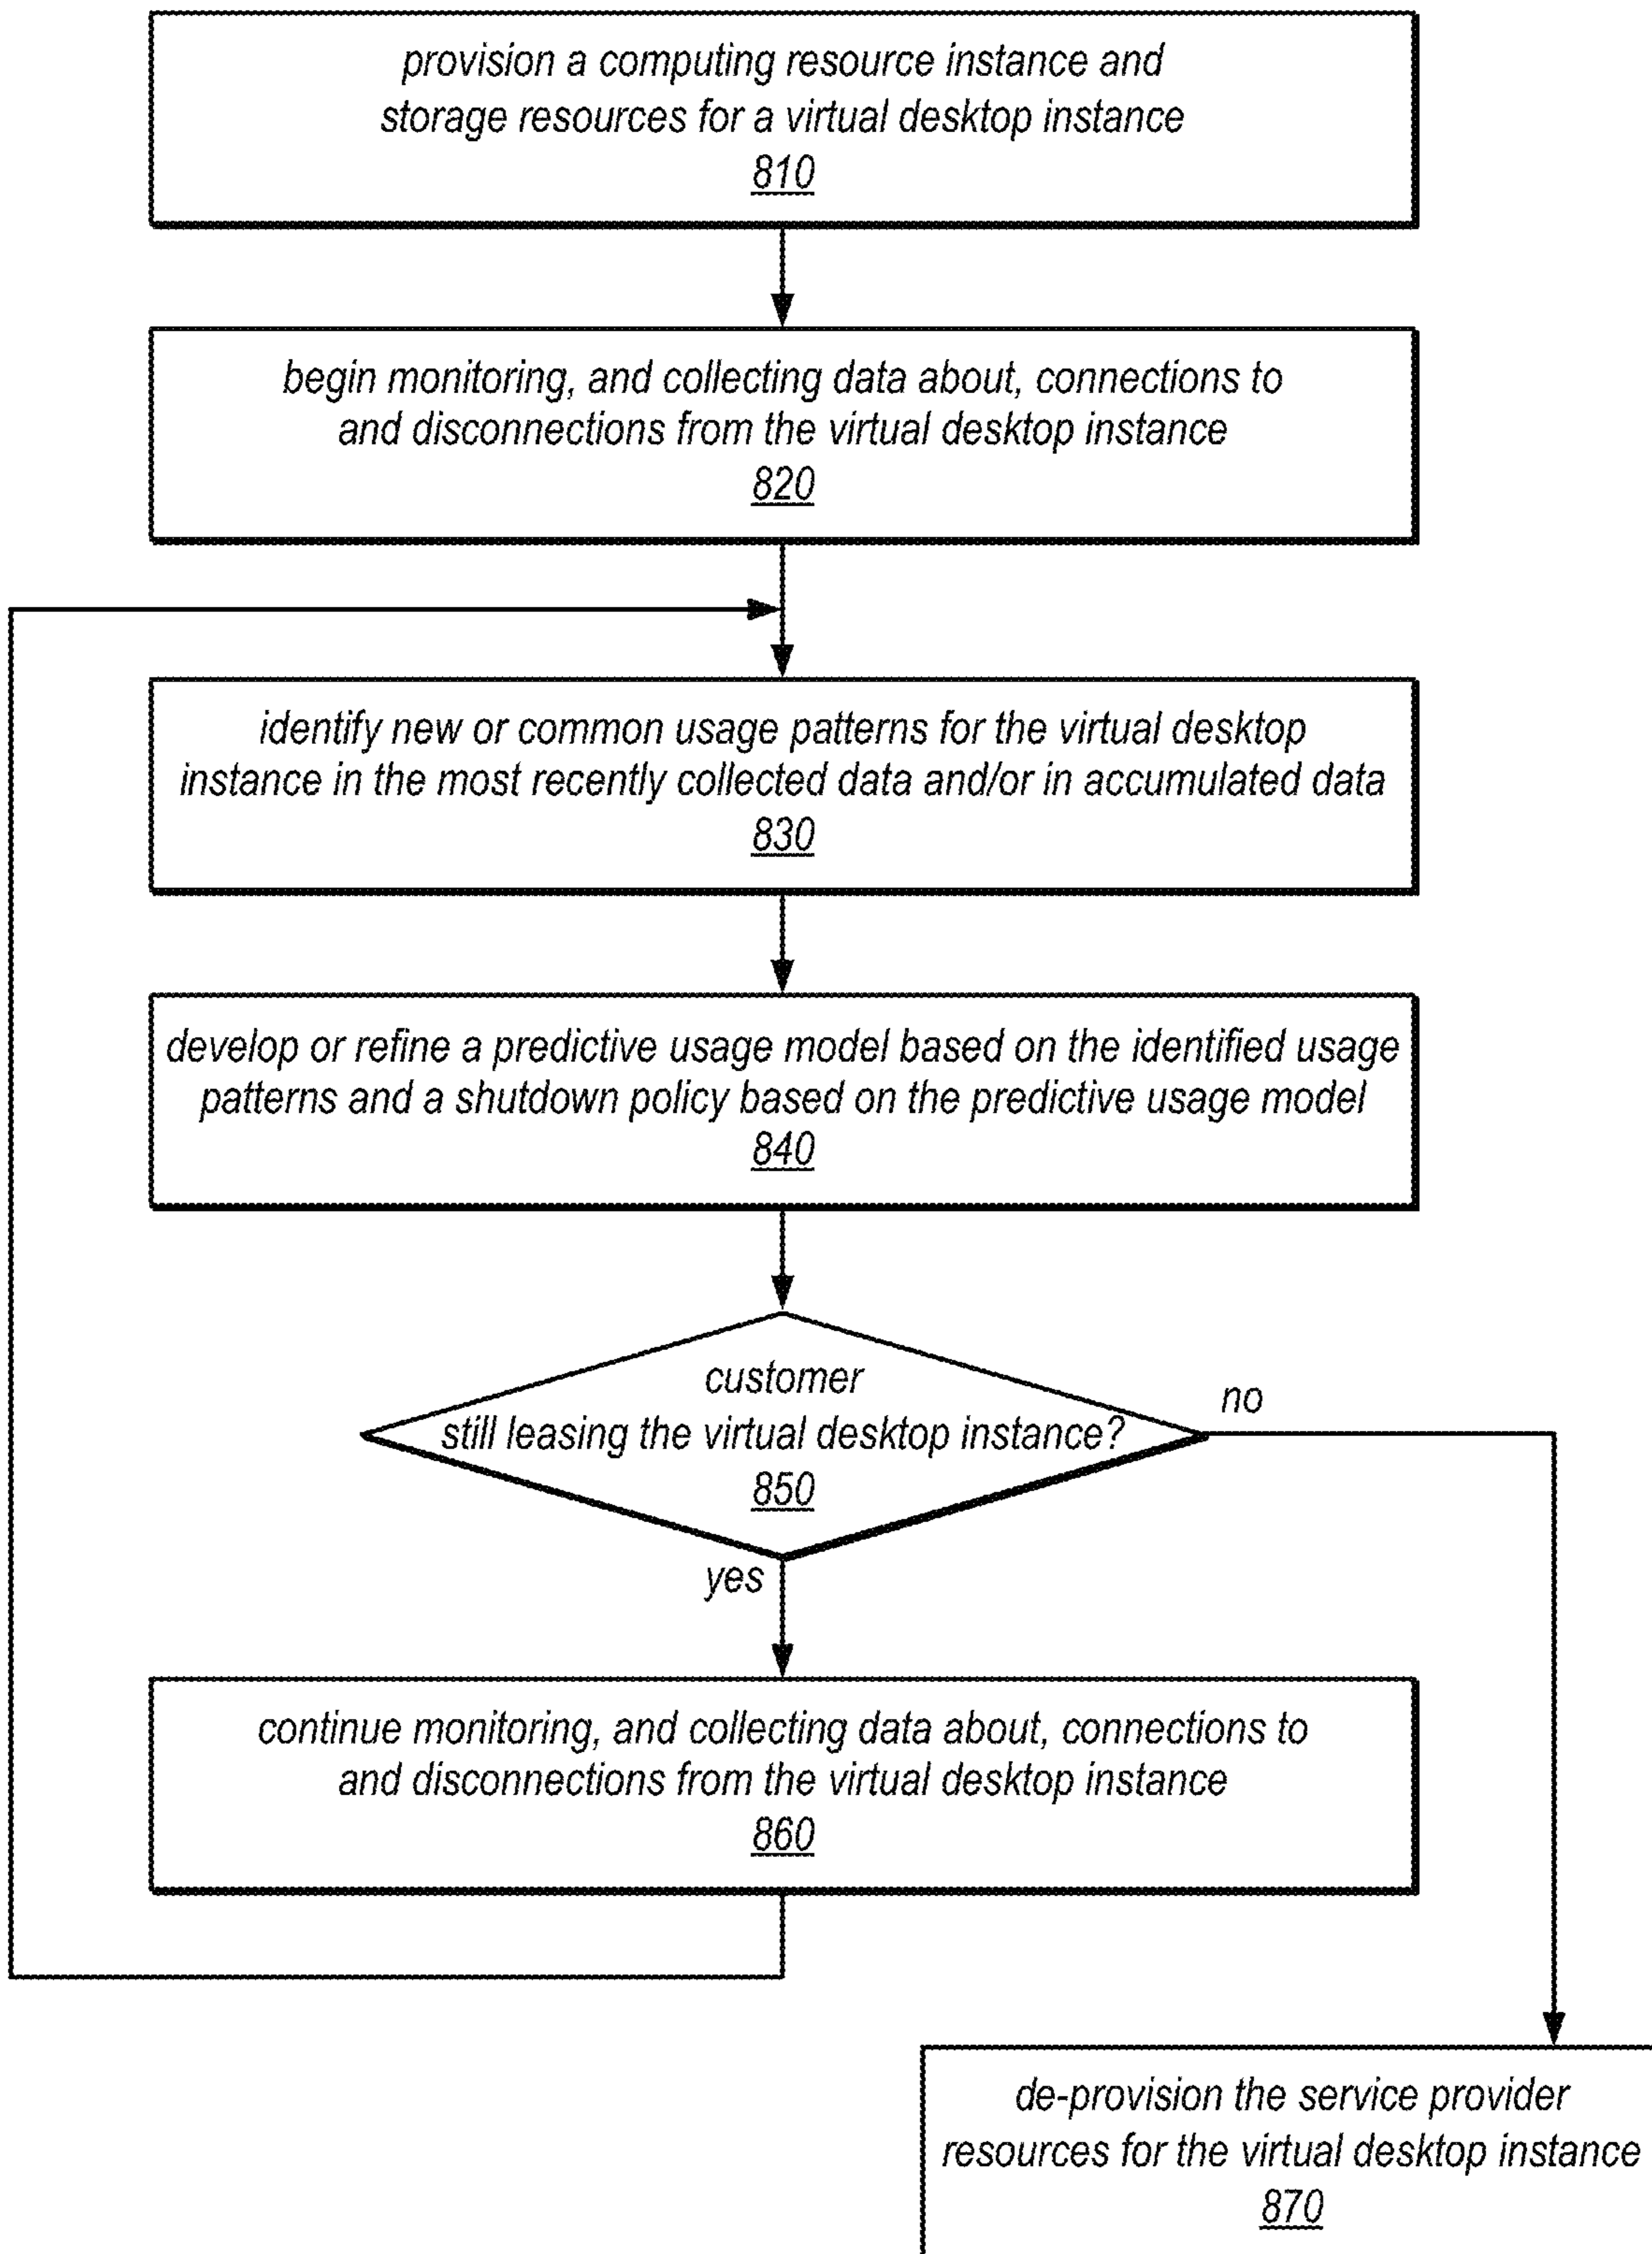 provision a computing resource instance and
storage resources for a virtual desktop instance
810
begin monitoring, and collecting data about, connections to
and disconnections from the virtual desktop instance
820
identify new or common usage patterns for the virtual desktop
instance in the most recently collected data and/or in accumulated data
830
develop or refine a predictive usage model based on the identified usage
patterns and a shutdown policy based on the predictive usage model
840
customer
still leasing the virtual desktop instance?
850
no
yes
continue monitoring, and collecting data about, connections to
and disconnections from the virtual desktop instance
860
de-provision the service provider
resources for the virtual desktop instance
870